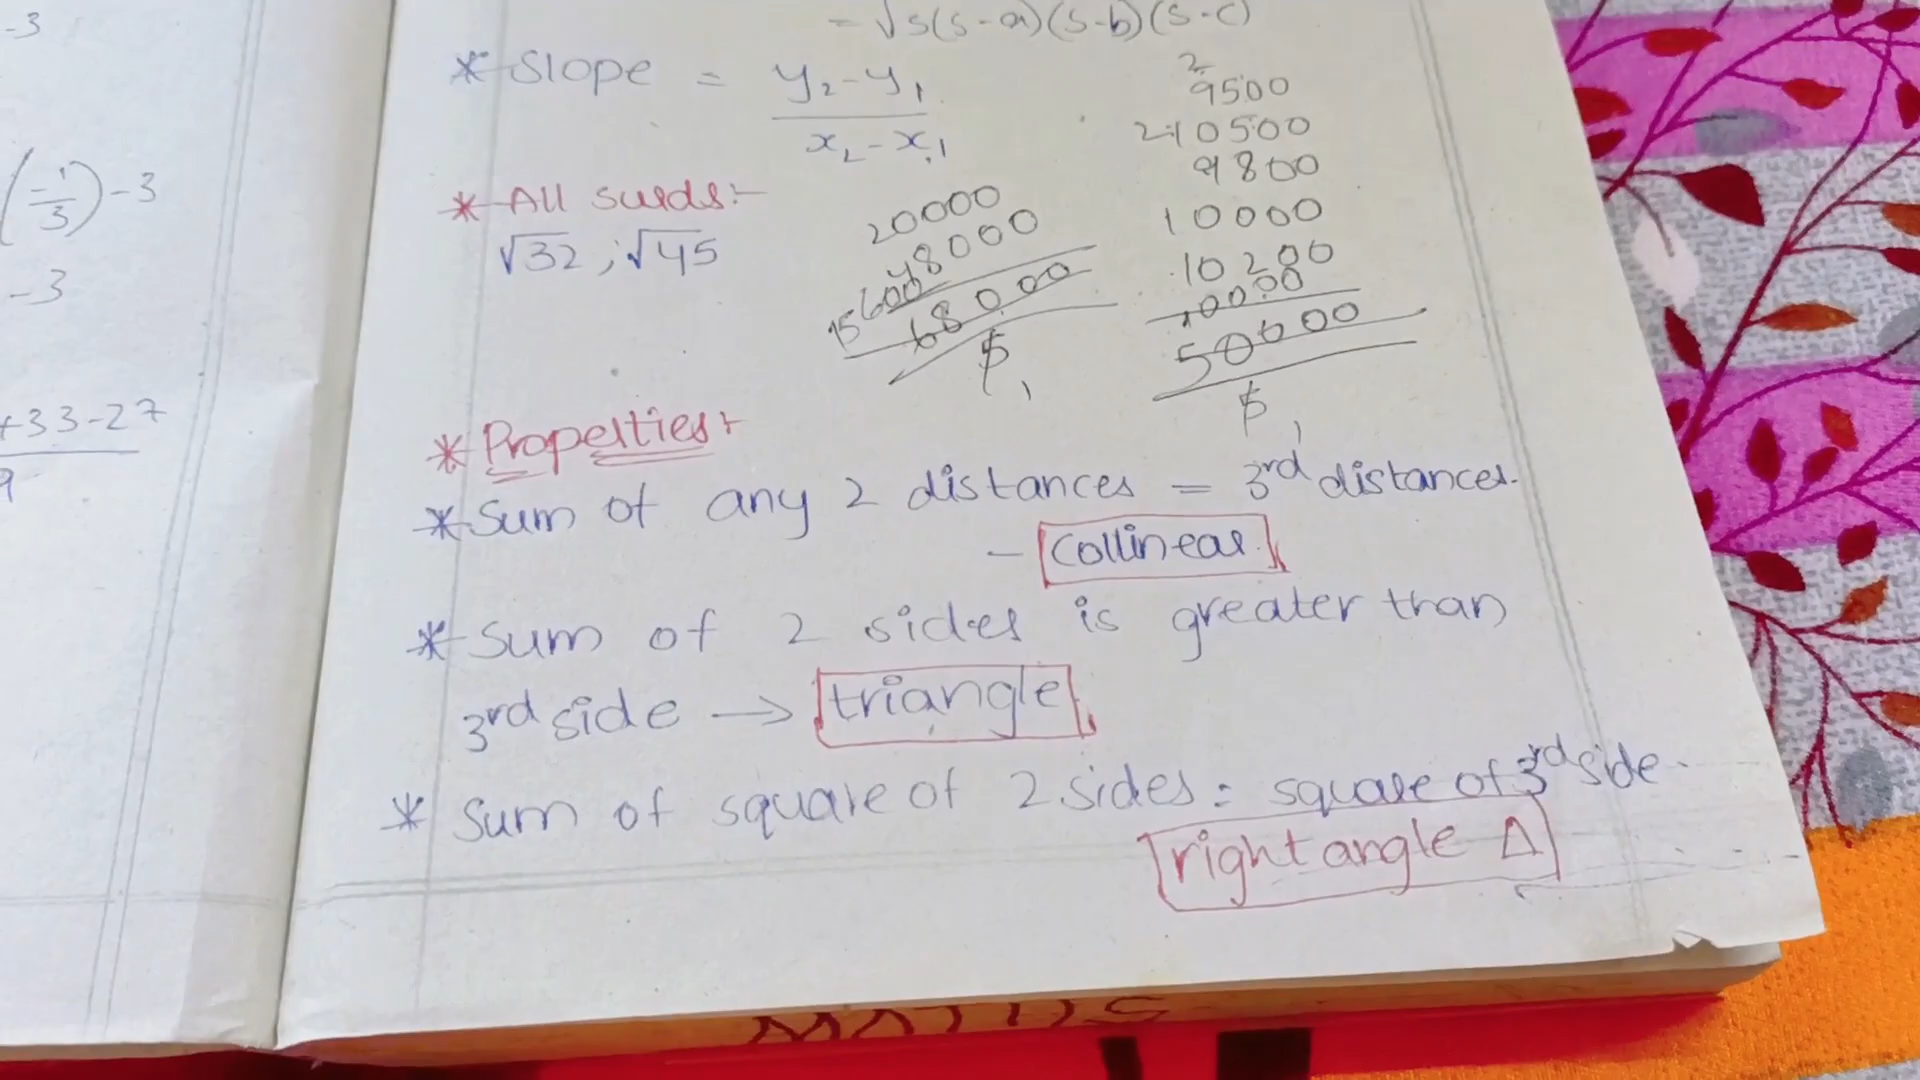 -3
(-1/3)-3
-3
+33-27
9
= √s(s-a)(s-b)(s-c)
* Slope = y₂-y₁
x₂-x₁
* All surds:-
√32 ; √45
20000
48000
68000
9500
10500
9800
10000
10200
50000
* Properties:-
* Sum of any 2 distances = 3rd distances.
- Collinear.
* Sum of 2 sides is greater than
3rd side → triangle
* Sum of square of 2 sides = square of 3rd side.
right angle Δ
MATHS